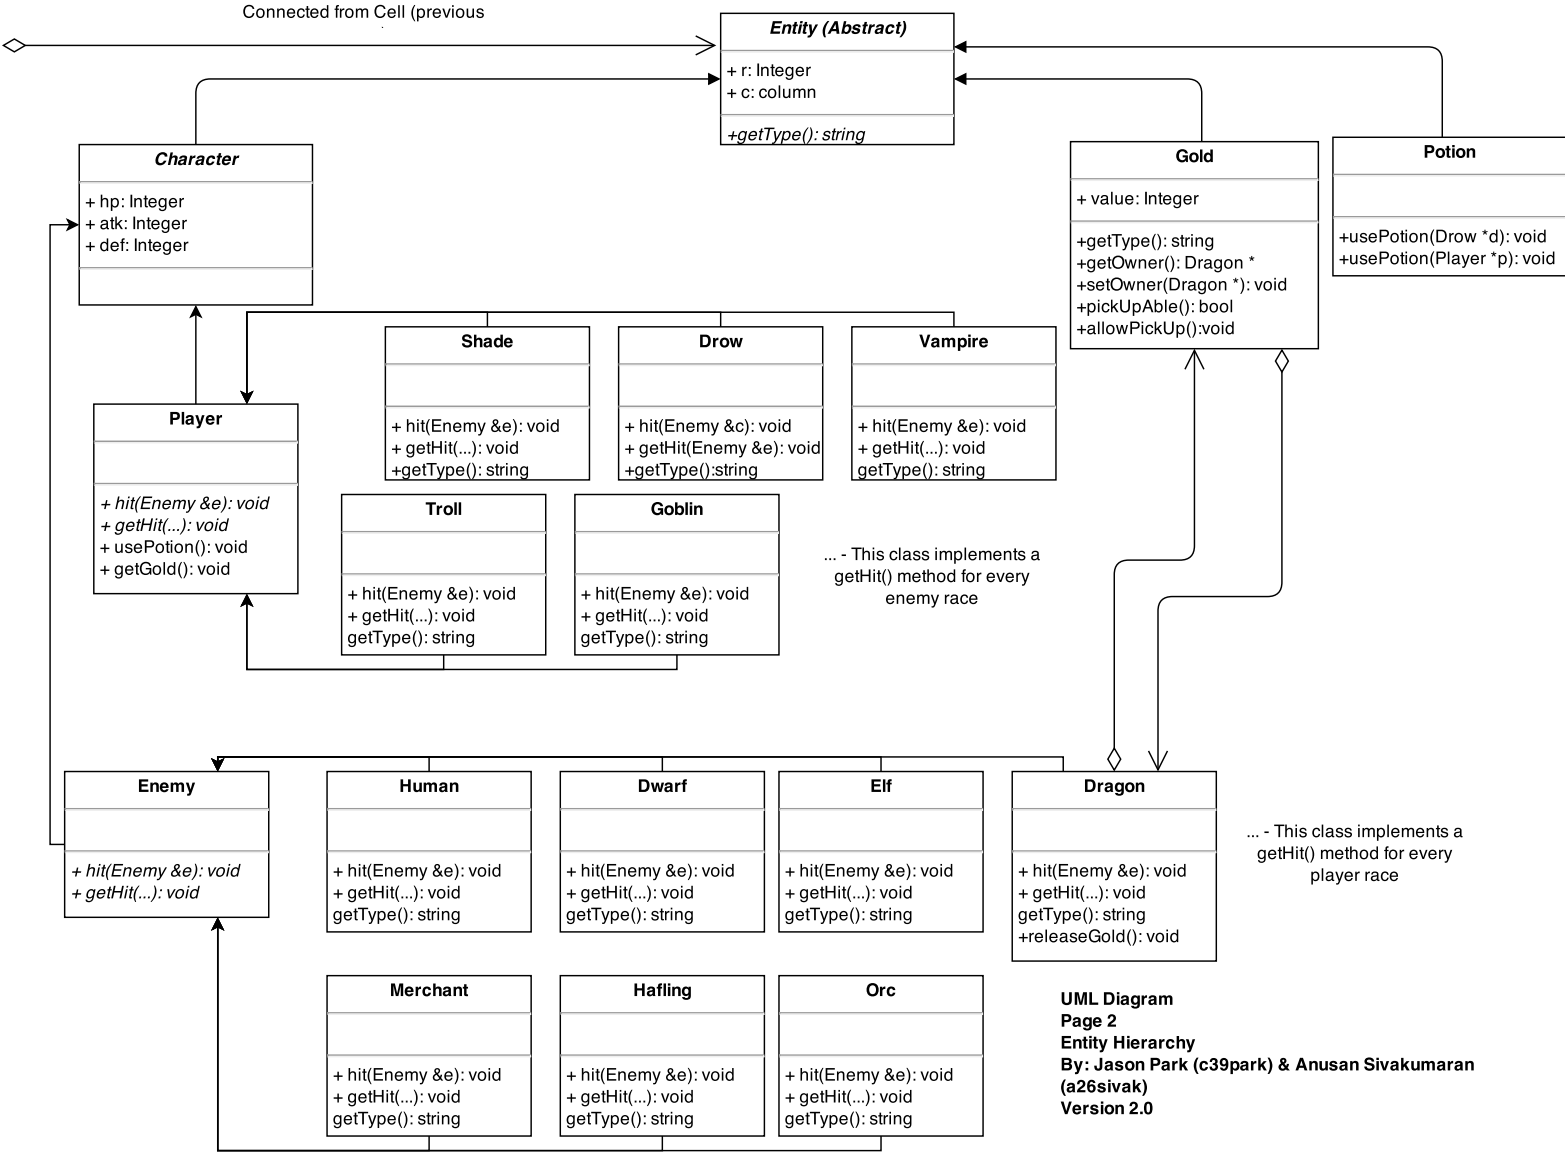 Connected from Cell (previous
Entity (Abstract)
+ r: Integer
+ c: column
+getType(): string
Character
+ hp: Integer
+ atk: Integer
+ def: Integer
Gold
+ value: Integer
+getType(): string
+getOwner(): Dragon *
+setOwner(Dragon *): void
+pickUpAble(): bool
+allowPickUp():void
Potion
+usePotion(Drow *d): void
+usePotion(Player *p): void
Player
+ hit(Enemy &e): void
+ getHit(...): void
+ usePotion(): void
+ getGold(): void
Shade
+ hit(Enemy &e): void
+ getHit(...): void
+getType(): string
Drow
+ hit(Enemy &c): void
+ getHit(Enemy &e): void
+getType():string
Vampire
+ hit(Enemy &e): void
+ getHit(...): void
getType(): string
Troll
+ hit(Enemy &e): void
+ getHit(...): void
getType(): string
Goblin
+ hit(Enemy &e): void
+ getHit(...): void
getType(): string
... - This class implements a
getHit() method for every
enemy race
Enemy
+ hit(Enemy &e): void
+ getHit(...): void
Human
+ hit(Enemy &e): void
+ getHit(...): void
getType(): string
Dwarf
+ hit(Enemy &e): void
+ getHit(...): void
getType(): string
Elf
+ hit(Enemy &e): void
+ getHit(...): void
getType(): string
Dragon
+ hit(Enemy &e): void
+ getHit(...): void
getType(): string
+releaseGold(): void
... - This class implements a
getHit() method for every
player race
Merchant
+ hit(Enemy &e): void
+ getHit(...): void
getType(): string
Hafling
+ hit(Enemy &e): void
+ getHit(...): void
getType(): string
Orc
+ hit(Enemy &e): void
+ getHit(...): void
getType(): string
UML Diagram
Page 2
Entity Hierarchy
By: Jason Park (c39park) & Anusan Sivakumaran
(a26sivak)
Version 2.0